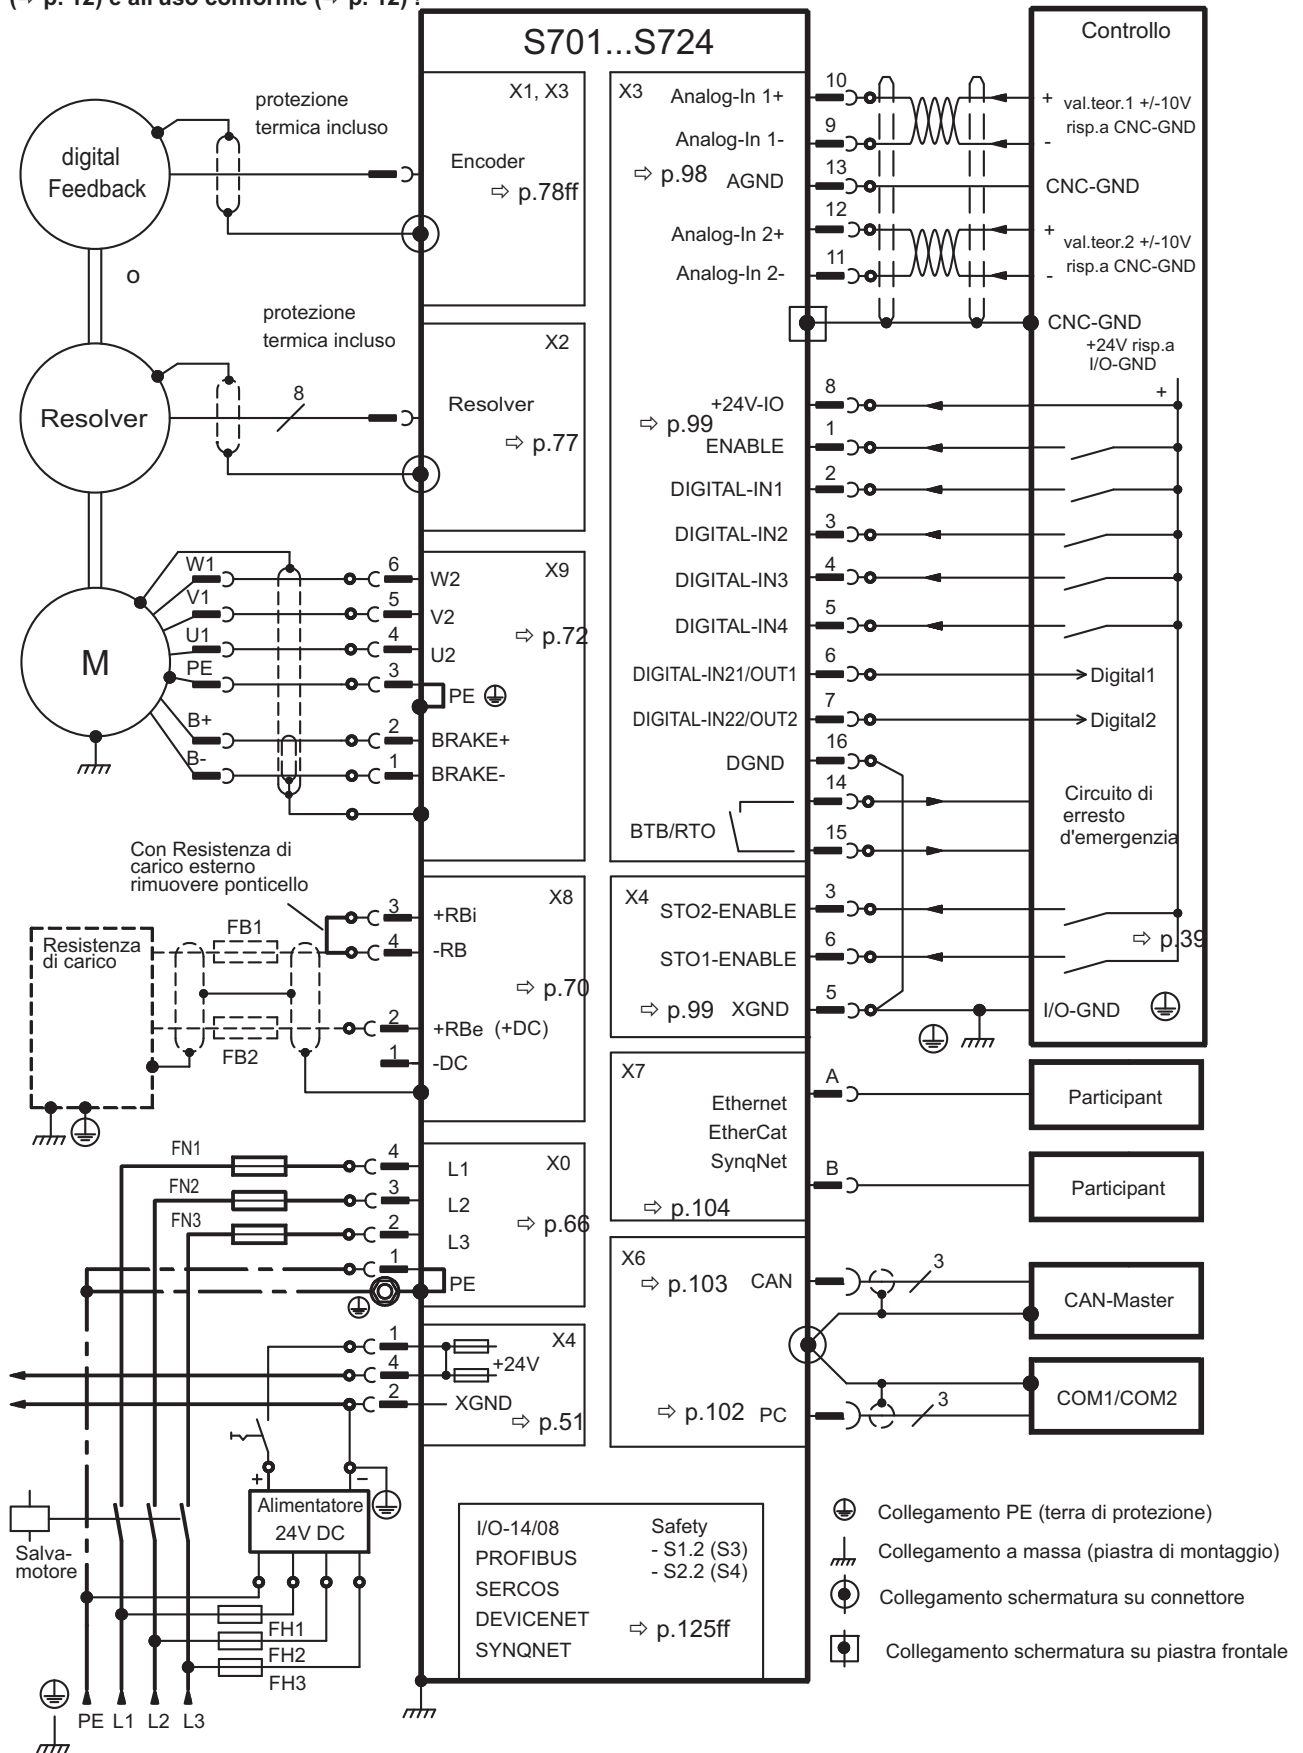 (⇨ p. 12) e all'uso conforme (⇨ p. 12) !
S701...S724
Controllo
digital
Feedback
protezione
termica incluso
X1, X3
Encoder
⇨ p.78ff
o
protezione
termica incluso
Resolver
8
X2
Resolver
⇨ p.77
M
W1
V1
U1
PE
B+
B-
6
5
4
3
2
1
X9
W2
V2
U2
PE
BRAKE+
BRAKE-
⇨ p.72
Con Resistenza di
carico esterno
rimuovere ponticello
Resistenza
di carico
FB1
FB2
3
4
2
1
X8
+RBi
-RB
⇨ p.70
+RBe (+DC)
-DC
FN1
FN2
FN3
4
3
2
1
X0
L1
L2
L3
PE
⇨ p.66
1
4
2
X4
+24V
XGND
⇨ p.51
+
-
Alimentatore
24V DC
Salva-
motore
FH1
FH2
FH3
PE L1 L2 L3
X3
Analog-In 1+
Analog-In 1-
⇨ p.98
AGND
Analog-In 2+
Analog-In 2-
10
9
13
12
11
+
val.teor.1 +/-10V
risp.a CNC-GND
-
CNC-GND
+
val.teor.2 +/-10V
risp.a CNC-GND
-
CNC-GND
+24V risp.a
I/O-GND
+
+24V-IO
⇨ p.99
ENABLE
DIGITAL-IN1
DIGITAL-IN2
DIGITAL-IN3
DIGITAL-IN4
DIGITAL-IN21/OUT1
DIGITAL-IN22/OUT2
DGND
BTB/RTO
8
1
2
3
4
5
6
7
16
14
15
Digital1
Digital2
Circuito di
erresto
d'emergenzia
X4
STO2-ENABLE
STO1-ENABLE
⇨ p.99
XGND
3
6
5
⇨ p.39
I/O-GND
X7
Ethernet
EtherCat
SynqNet
⇨ p.104
A
B
Participant
Participant
X6
⇨ p.103
CAN
3
CAN-Master
⇨ p.102
PC
3
COM1/COM2
I/O-14/08
PROFIBUS
SERCOS
DEVICENET
SYNQNET
Safety
- S1.2 (S3)
- S2.2 (S4)
⇨ p.125ff
Collegamento PE (terra di protezione)
Collegamento a massa (piastra di montaggio)
Collegamento schermatura su connettore
Collegamento schermatura su piastra frontale